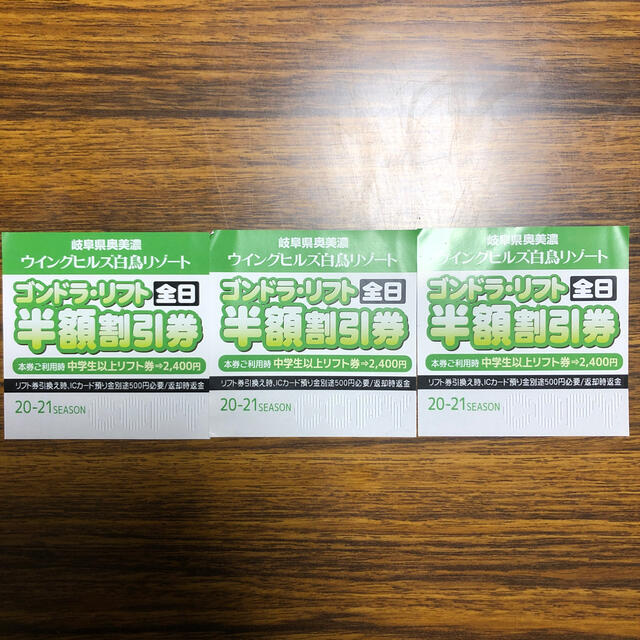 岐阜県奥美濃
ウイングヒルズ白鳥リゾート
ゴンドラ・リフト 全日
半額割引券
本券ご利用時 中学生以上リフト券⇒2,400円
リフト券引換え時、ICカード預り金別途500円必要/返却時返金
20-21 SEASON
岐阜県奥美濃
ウイングヒルズ白鳥リゾート
ゴンドラ・リフト 全日
半額割引券
本券ご利用時 中学生以上リフト券⇒2,400円
リフト券引換え時、ICカード預り金別途500円必要/返却時返金
20-21 SEASON
岐阜県奥美濃
ウイングヒルズ白鳥リゾート
ゴンドラ・リフト 全日
半額割引券
本券ご利用時 中学生以上リフト券⇒2,400円
リフト券引換え時、ICカード預り金別途500円必要/返却時返金
20-21 SEASON